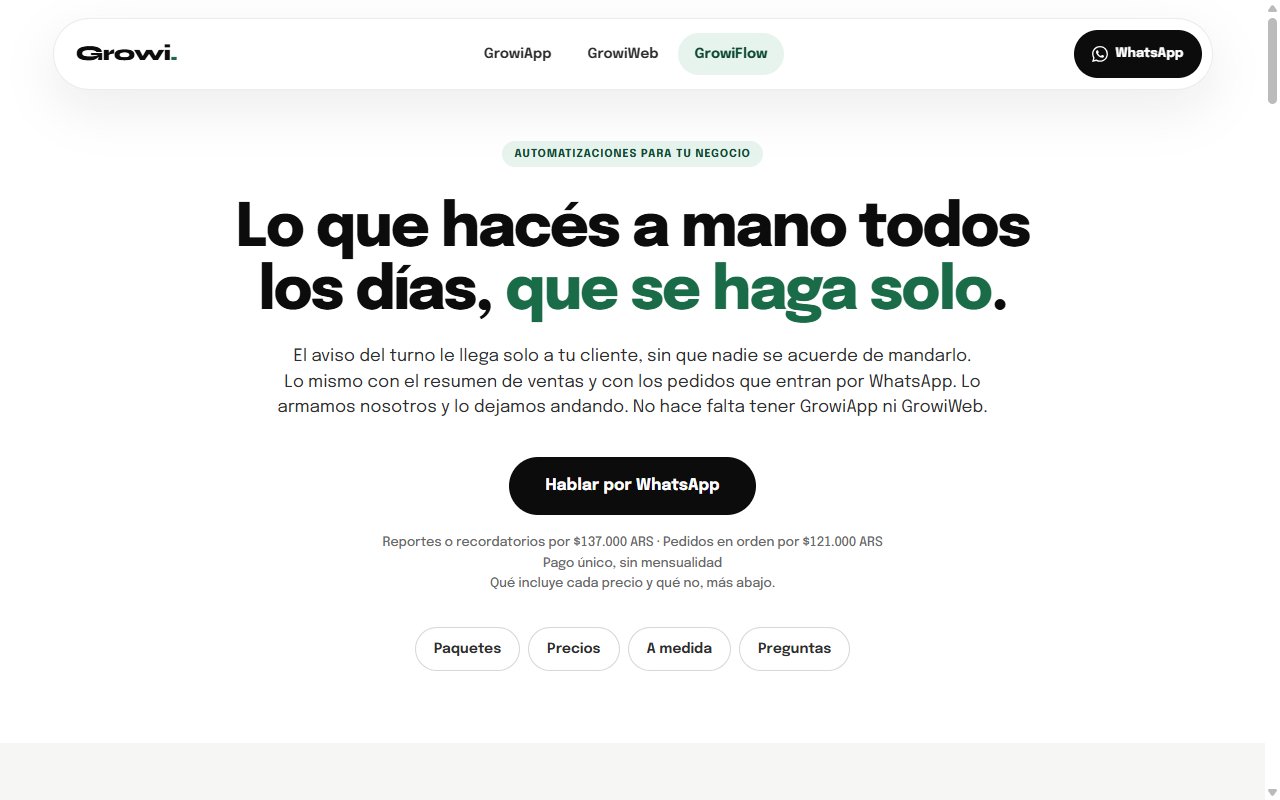 Growi.
GrowiApp
GrowiWeb
GrowiFlow
WhatsApp
AUTOMATIZACIONES PARA TU NEGOCIO
Lo que hacés a mano todos
los días, que se haga solo.
El aviso del turno le llega solo a tu cliente, sin que nadie se acuerde de mandarlo.
Lo mismo con el resumen de ventas y con los pedidos que entran por WhatsApp. Lo
armamos nosotros y lo dejamos andando. No hace falta tener GrowiApp ni GrowiWeb.
Hablar por WhatsApp
Reportes o recordatorios por $137.000 ARS · Pedidos en orden por $121.000 ARS
Pago único, sin mensualidad
Qué incluye cada precio y qué no, más abajo.
Paquetes
Precios
A medida
Preguntas